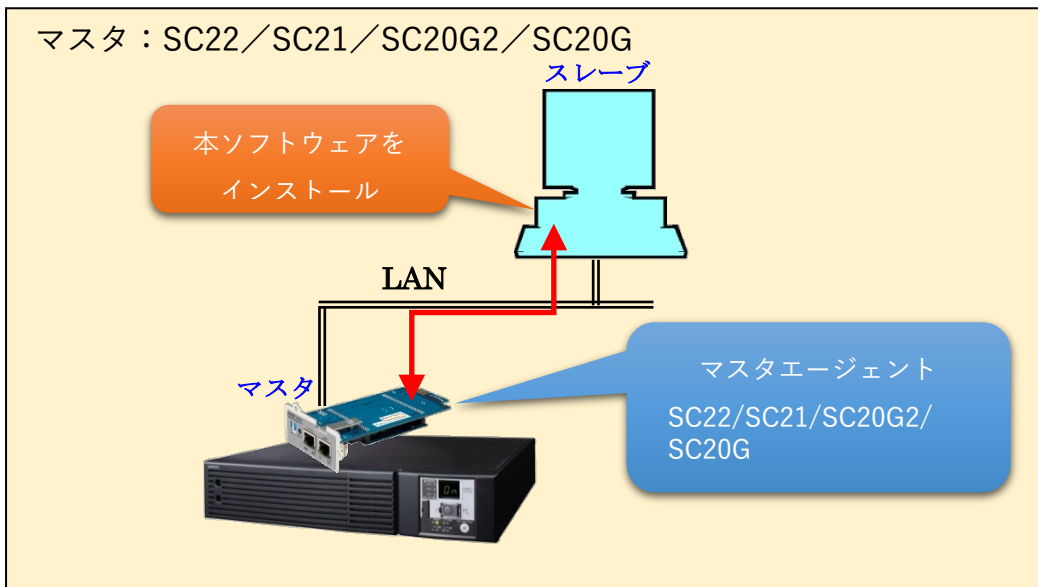 マスタ：SC22／SC21／SC20G2／SC20G
スレーブ
本ソフトウェアを
インストール
LAN
マスタエージェント
SC22/SC21/SC20G2/
SC20G
マスタ